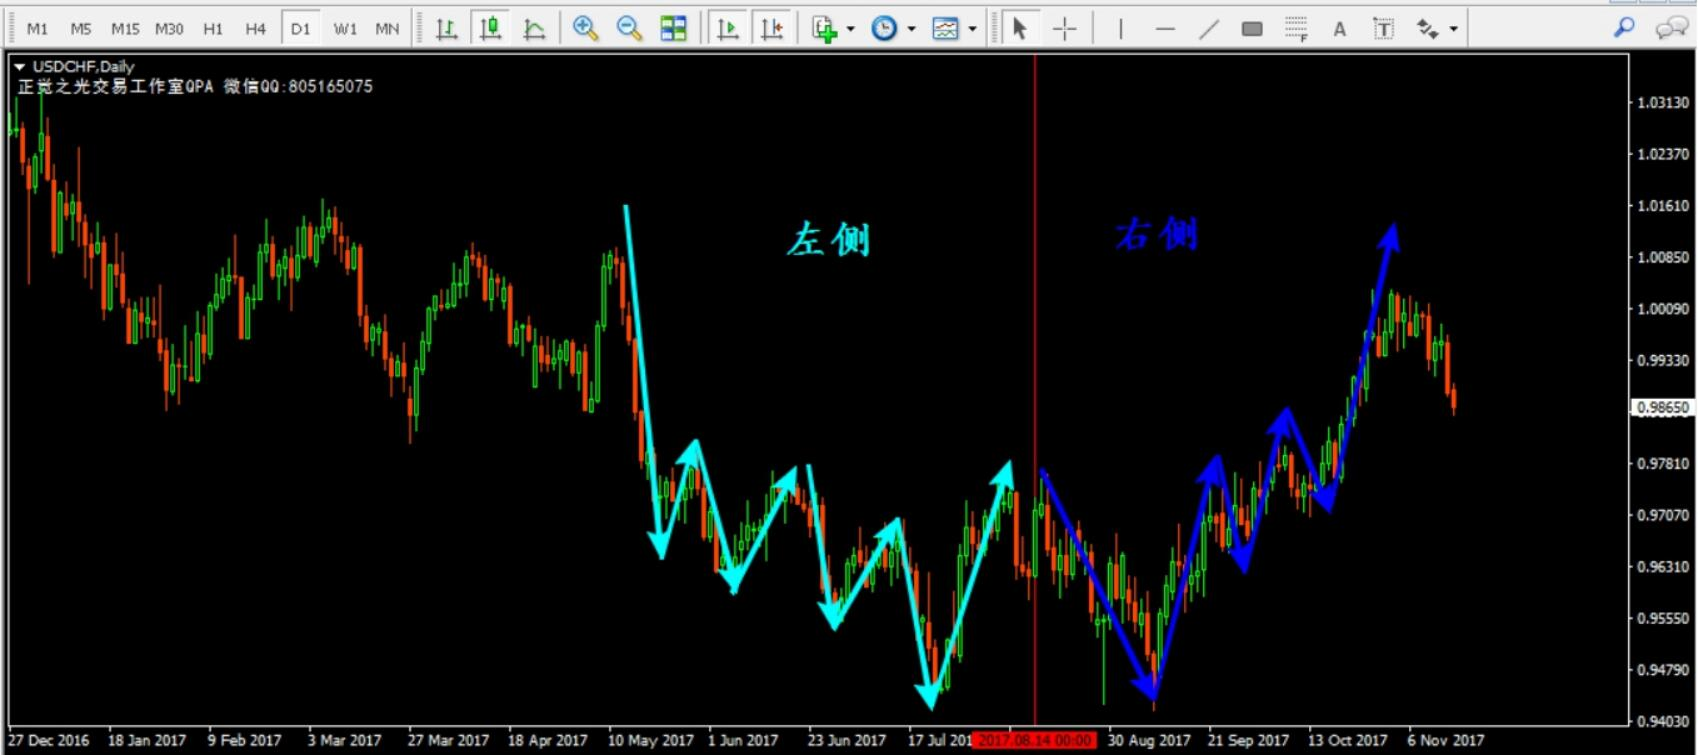 M1 M5 M15 M30 H1 H4 D1 W1 MN
F A T
USDCHF,Daily
正觉之光交易工作室QPA 微信QQ:805165075
左侧
右侧
1.03130
1.02370
1.01610
1.00850
1.00090
0.99330
0.98650
0.97810
0.97070
0.96310
0.95550
0.94790
0.94030
27 Dec 2016 18 Jan 2017 9 Feb 2017 3 Mar 2017 27 Mar 2017 18 Apr 2017 10 May 2017 1 Jun 2017 23 Jun 2017 17 Jul 201 2017.08.14 00:00 30 Aug 2017 21 Sep 2017 13 Oct 2017 6 Nov 2017